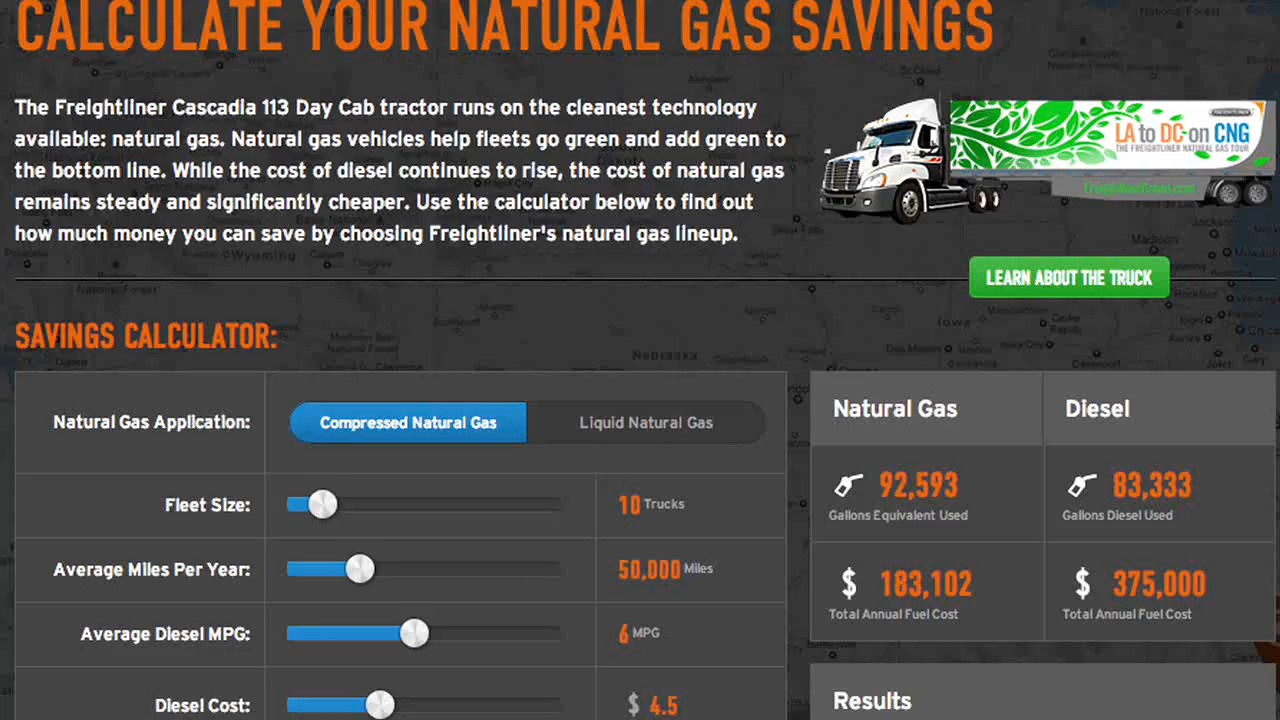 CALCULATE YOUR NATURAL GAS SAVINGS
The Freightliner Cascadia 113 Day Cab tractor runs on the cleanest technology
available: natural gas. Natural gas vehicles help fleets go green and add green to
the bottom line. While the cost of diesel continues to rise, the cost of natural gas
remains steady and significantly cheaper. Use the calculator below to find out
how much money you can save by choosing Freightliner's natural gas lineup.
LA to DC on CNG
THE FREIGHTLINER NATURAL GAS TOUR
LEARN ABOUT THE TRUCK
SAVINGS CALCULATOR:
Natural Gas Application:
Compressed Natural Gas
Liquid Natural Gas
Fleet Size:
10 Trucks
Average Miles Per Year:
50,000 Miles
Average Diesel MPG:
6 MPG
Diesel Cost:
$ 4.5
Natural Gas
Diesel
92,593
Gallons Equivalent Used
83,333
Gallons Diesel Used
$ 183,102
Total Annual Fuel Cost
$ 375,000
Total Annual Fuel Cost
Results
Wyoming
Nebraska
Iowa
Madison